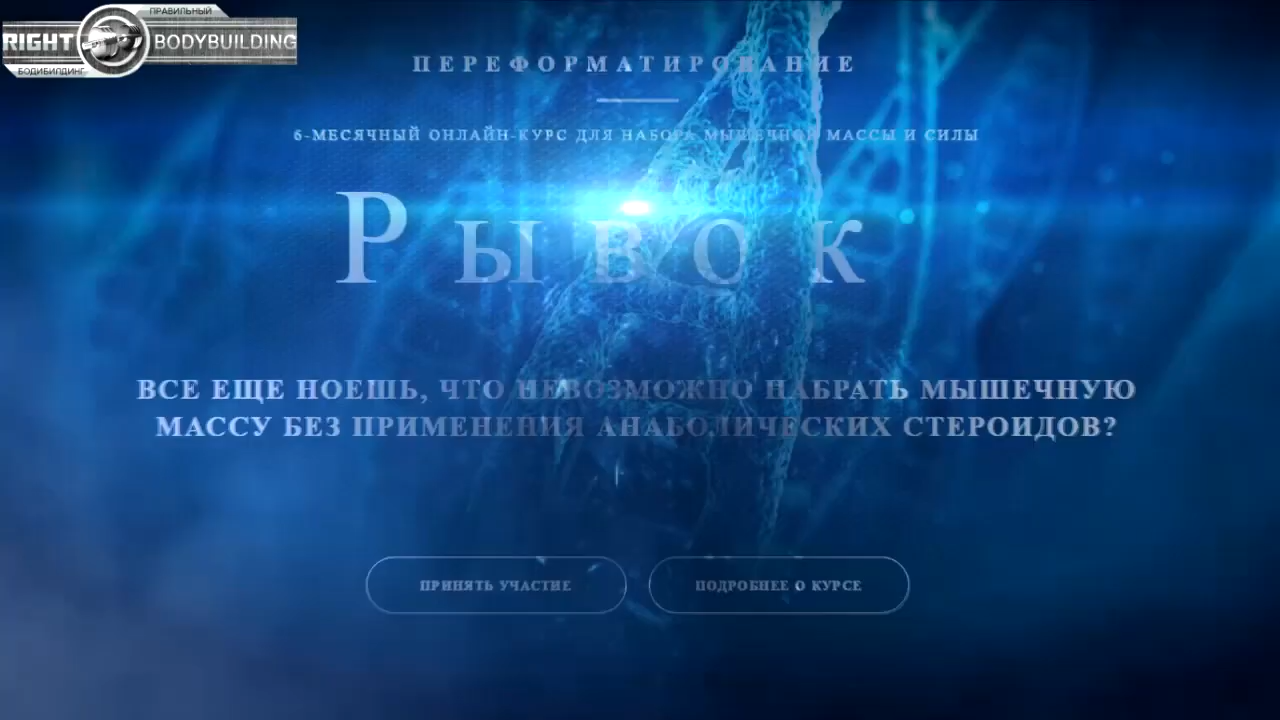 ПРАВИЛЬНЫЙ
RIGHT BODYBUILDING
БОДИБИЛДИНГ
ПЕРЕФОРМАТИРОВАНИЕ
6-МЕСЯЧНЫЙ ОНЛАЙН-КУРС ДЛЯ НАБОРА МЫШЕЧНОЙ МАССЫ И СИЛЫ
Рывок
ВСЕ ЕЩЕ НОЕШЬ, ЧТО НЕВОЗМОЖНО НАБРАТЬ МЫШЕЧНУЮ
МАССУ БЕЗ ПРИМЕНЕНИЯ АНАБОЛИЧЕСКИХ СТЕРОИДОВ?
ПРИНЯТЬ УЧАСТИЕ
ПОДРОБНЕЕ О КУРСЕ